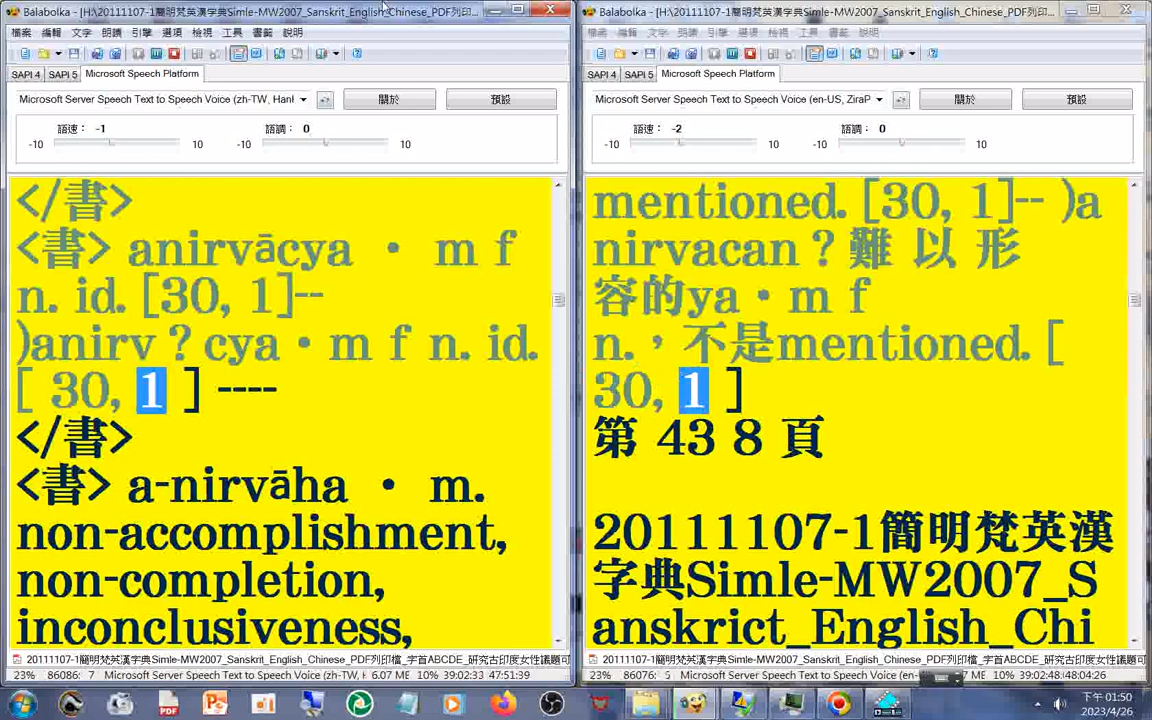 Balabolka - [H:\20111107-1簡明梵英漢字典Simle-MW2007_Sanskrit_English_Chinese_PDF列印...
檔案 編輯 文字 朗讀 引擎 選項 檢視 工具 書籤 說明
SAPI 4 SAPI 5 Microsoft Speech Platform
Microsoft Server Speech Text to Speech Voice (zh-TW, Hanl
關於 預設
語速： -1 語調： 0
-10 10 -10 10
</書>
<書> anirvācya • m f
n. id. [30, 1]--
)anirv？cya•m f n. id.
[ 30, 1 ] ----
</書>
<書> a-nirvāha • m.
non-accomplishment,
non-completion,
inconclusiveness,
20111107-1簡明梵英漢字典Simle-MW2007_Sanskrit_English_Chinese_PDF列印檔_字首ABCDE_研究古印度女性議題可
23% 86086: 7 Microsoft Server Speech Text to Speech Voice (zh-TW, 6.07 ME 10% 39:02:33 47:51:39
Balabolka - [H:\20111107-1簡明梵英漢字典Simle-MW2007_Sanskrit_English_Chinese_PDF列印...
檔案 編輯 文字 朗讀 引擎 選項 檢視 工具 書籤 說明
SAPI 4 SAPI 5 Microsoft Speech Platform
Microsoft Server Speech Text to Speech Voice (en-US, ZiraP
關於 預設
語速： -2 語調： 0
-10 10 -10 10
mentioned. [30, 1]-- )a
nirvacan？難 以 形
容的ya•m f
n.，不是mentioned. [
30, 1 ]
第 43 8 頁
20111107-1簡明梵英漢
字典Simle-MW2007_S
anskrict_English_Chi
20111107-1簡明梵英漢字典Simle-MW2007_Sanskrit_English_Chinese_PDF列印檔_字首ABCDE_研究古印度女性議題可
23% 86076: Microsoft Server Speech Text to Speech Voice ME 10% 39:02:48 48:04:26
下午 01:50
2023/4/26